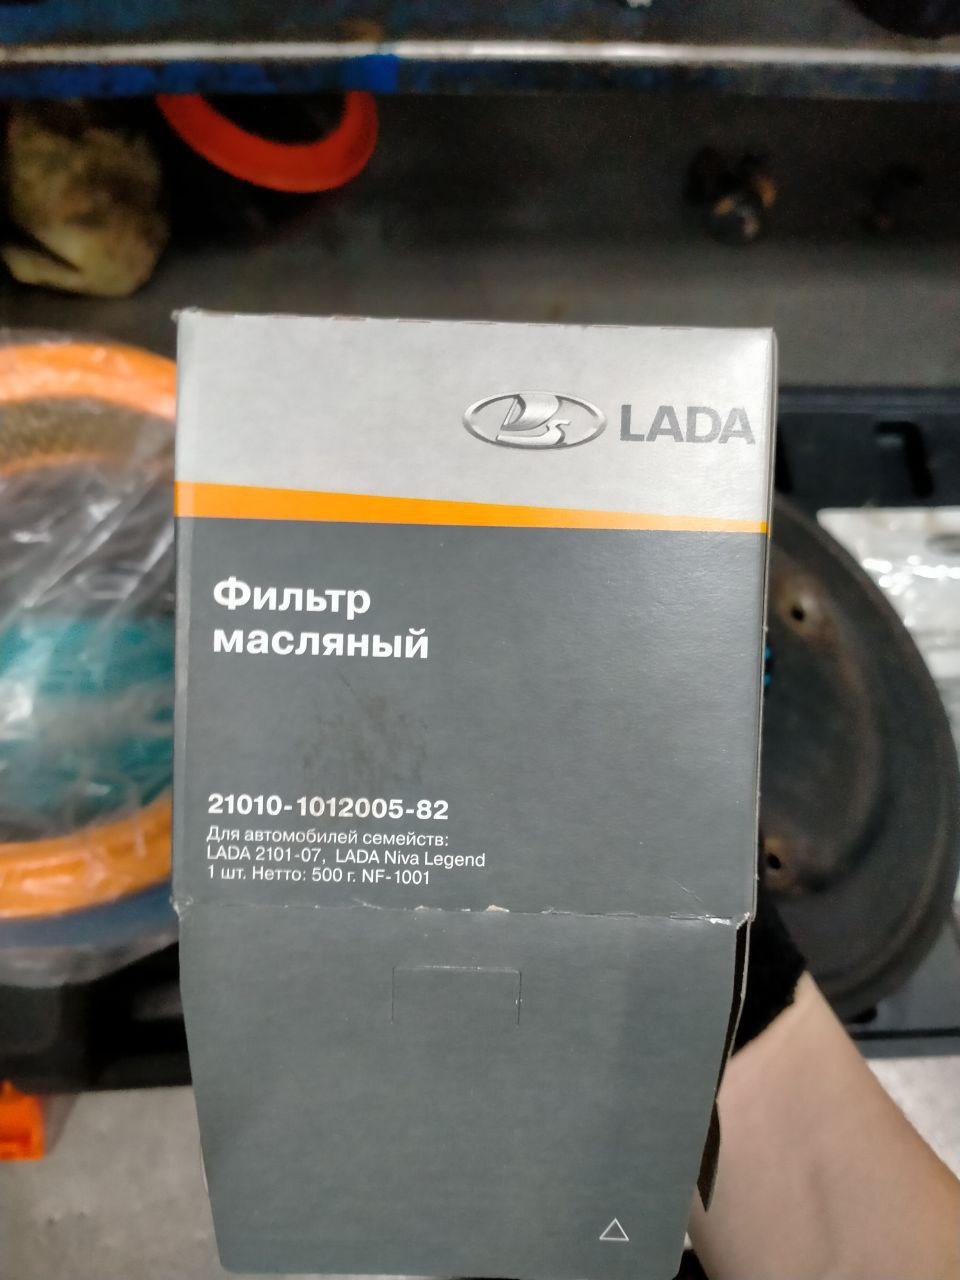 LADA
Фильтр
масляный
21010-1012005-82
Для автомобилей семейств:
LADA 2101-07, LADA Niva Legend
1 шт. Нетто: 500 г. NF-1001